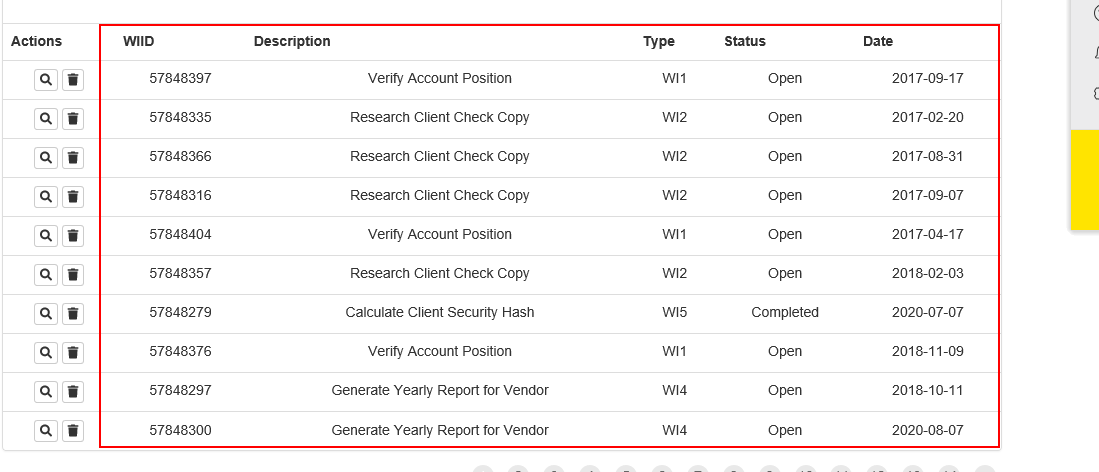 Actions WIID Description Type Status Date
57848397 Verify Account Position WI1 Open 2017-09-17
57848335 Research Client Check Copy WI2 Open 2017-02-20
57848366 Research Client Check Copy WI2 Open 2017-08-31
57848316 Research Client Check Copy WI2 Open 2017-09-07
57848404 Verify Account Position WI1 Open 2017-04-17
57848357 Research Client Check Copy WI2 Open 2018-02-03
57848279 Calculate Client Security Hash WI5 Completed 2020-07-07
57848376 Verify Account Position WI1 Open 2018-11-09
57848297 Generate Yearly Report for Vendor WI4 Open 2018-10-11
57848300 Generate Yearly Report for Vendor WI4 Open 2020-08-07